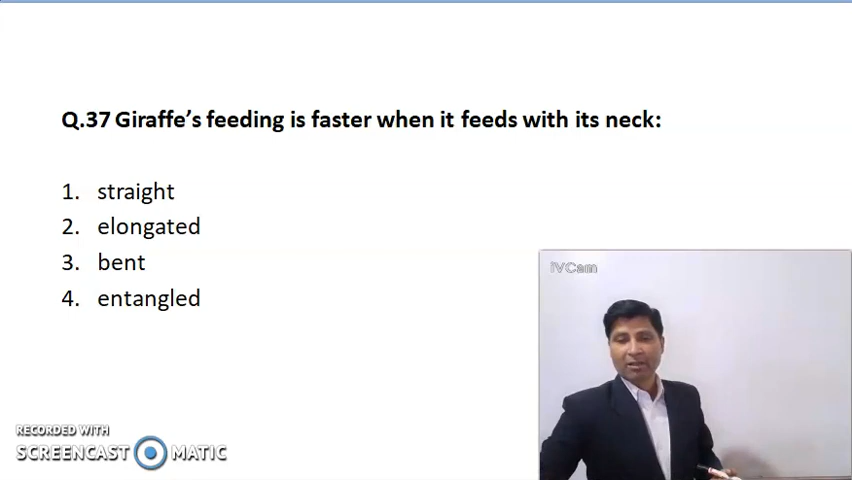 Q.37 Giraffe’s feeding is faster when it feeds with its neck:
1. straight
2. elongated
3. bent
4. entangled
iVCam
RECORDED WITH
SCREENCAST MATIC